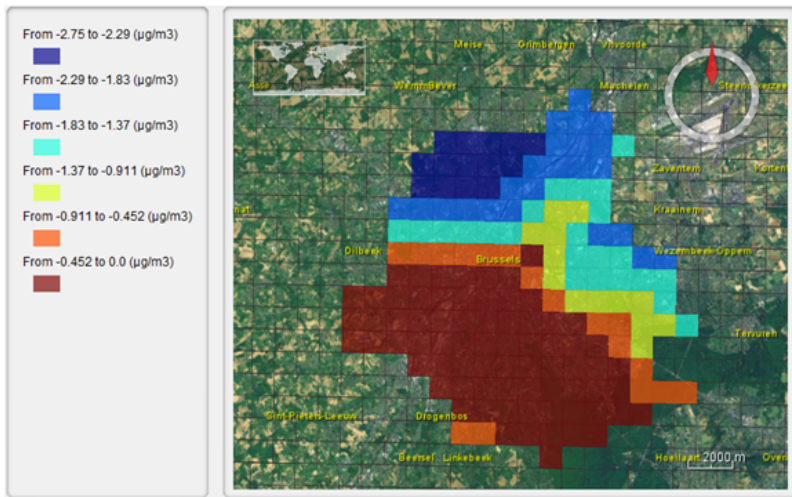 From -2.75 to -2.29 (µg/m3)
From -2.29 to -1.83 (µg/m3)
From -1.83 to -1.37 (µg/m3)
From -1.37 to -0.911 (µg/m3)
From -0.911 to -0.452 (µg/m3)
From -0.452 to 0.0 (µg/m3)
Meise Grimbergen Vilvoorde
Asse Wemm Bever Machelen
Zaventem
Kraainem
Dilbeek Brussels Wezembeek-Oppem
Tervuren
Sint-Pieters-Leeuw Drogenbos
Beersel Linkebeek Hoeilaart
2000 m